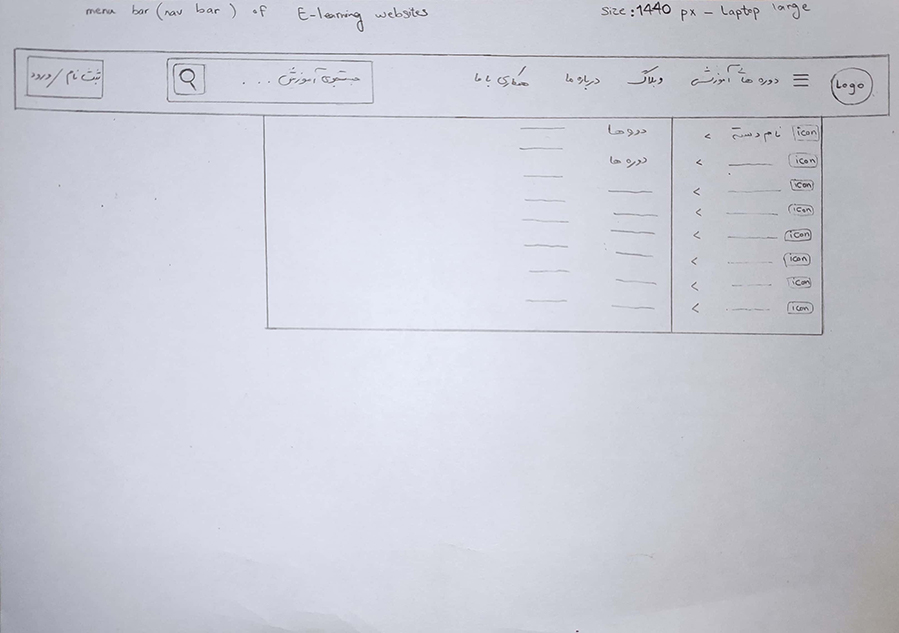 menu bar (nav bar) of E-learning websites
size: 1440 px - Laptop large
Logo
دوره های آموزشی
وبلاگ
درباره ما
همکاری با ما
جستجوی آموزش ...
ثبت نام / ورود
icon نام دسته >
دوره ها
icon >
دوره ها
icon >
icon >
icon >
icon >
icon >
icon >